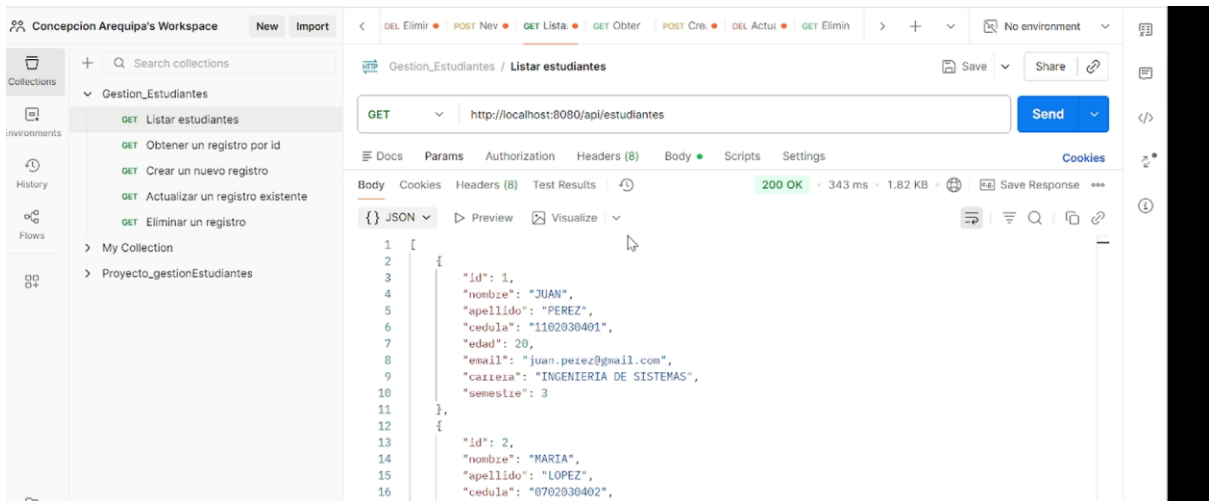 Concepcion Arequipa's Workspace New Import
DEL Elimir POST Nev GET Lista: GET Obter POST Cre: DEL Actua GET Elimin No environment
Collections
Environments
History
Flows
Search collections
Gestion_Estudiantes
GET Listar estudiantes
GET Obtener un registro por id
GET Crear un nuevo registro
GET Actualizar un registro existente
GET Eliminar un registro
My Collection
Proyecto_gestionEstudiantes
HTTP Gestion_Estudiantes / Listar estudiantes Save Share
GET http://localhost:8080/api/estudiantes Send
Docs Params Authorization Headers (8) Body Scripts Settings Cookies
Body Cookies Headers (8) Test Results 200 OK 343 ms 1.82 KB e.g. Save Response
{} JSON Preview Visualize
1 [
2 {
3 "id": 1,
4 "nombre": "JUAN",
5 "apellido": "PEREZ",
6 "cedula": "1102030401",
7 "edad": 20,
8 "email": "juan.perez@gmail.com",
9 "carrera": "INGENIERIA DE SISTEMAS",
10 "semestre": 3
11 },
12 {
13 "id": 2,
14 "nombre": "MARIA",
15 "apellido": "LOPEZ",
16 "cedula": "0702030402",